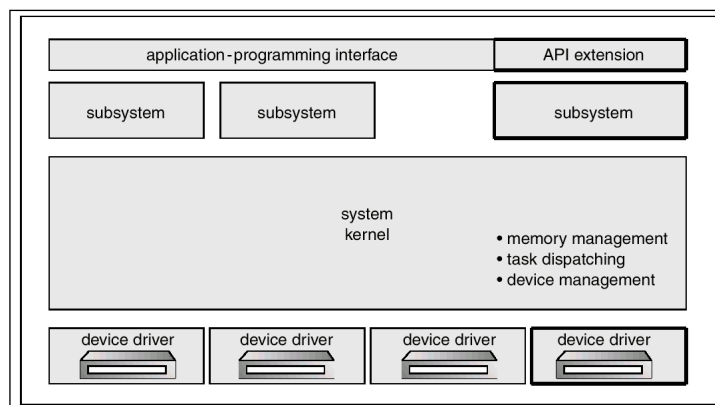 application-programming interface
API extension
subsystem
subsystem
subsystem
system
kernel
• memory management
• task dispatching
• device management
device driver
device driver
device driver
device driver